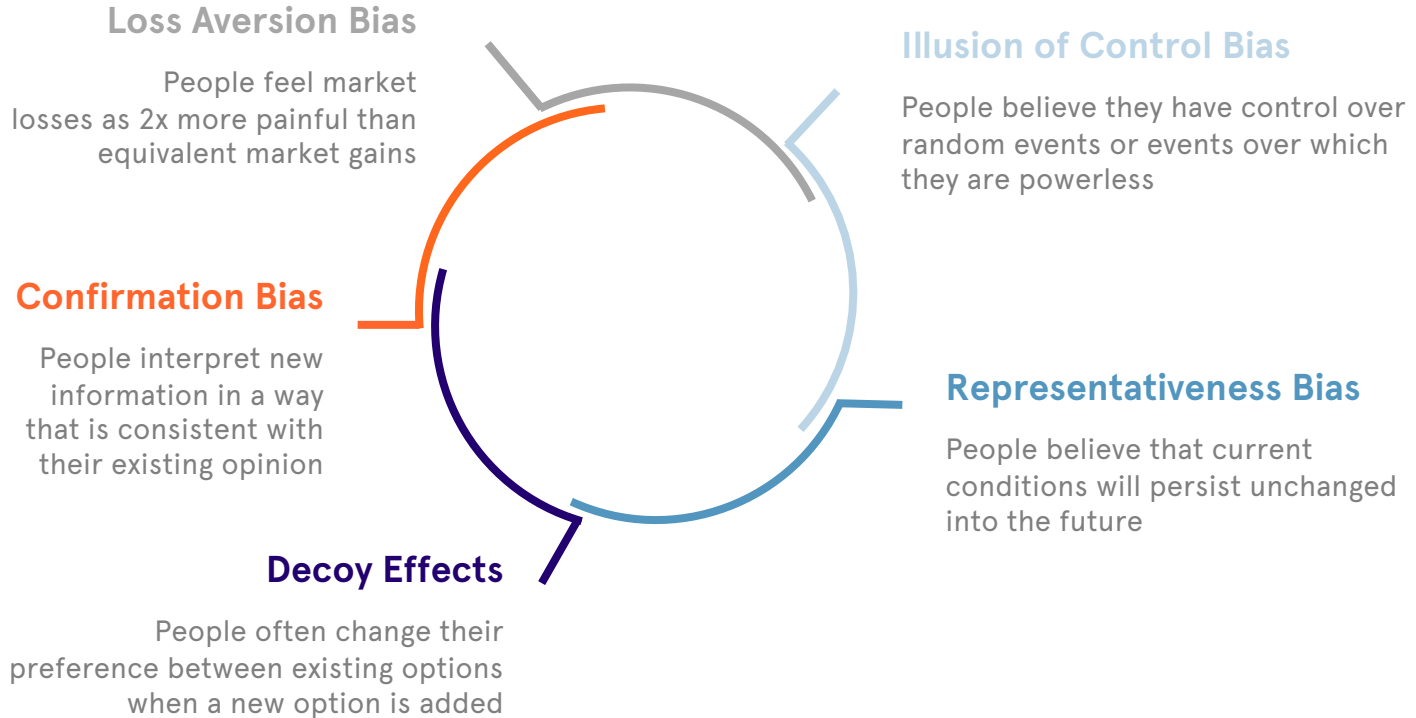 Loss Aversion Bias
People feel market
losses as 2x more painful than
equivalent market gains
Illusion of Control Bias
People believe they have control over
random events or events over which
they are powerless
Confirmation Bias
People interpret new
information in a way
that is consistent with
their existing opinion
Representativeness Bias
People believe that current
conditions will persist unchanged
into the future
Decoy Effects
People often change their
preference between existing options
when a new option is added